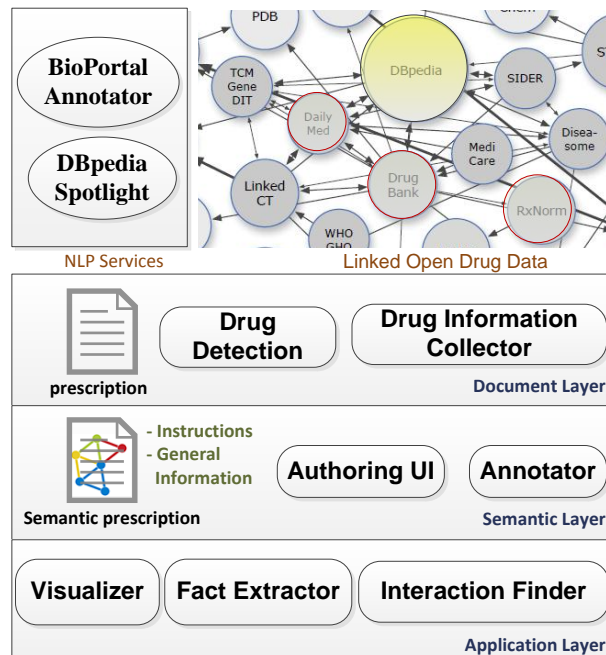 BioPortal
Annotator
DBpedia
Spotlight
NLP Services
PDB
TCM
Gene
DIT
Daily
Med
DBpedia
SIDER
Disea-
some
Medi
Care
Linked
CT
Drug
Bank
RxNorm
WHO
GHO
Linked Open Drug Data
prescription
Drug
Detection
Drug Information
Collector
Document Layer
- Instructions
- General
Information
Semantic prescription
Authoring UI
Annotator
Semantic Layer
Visualizer
Fact Extractor
Interaction Finder
Application Layer